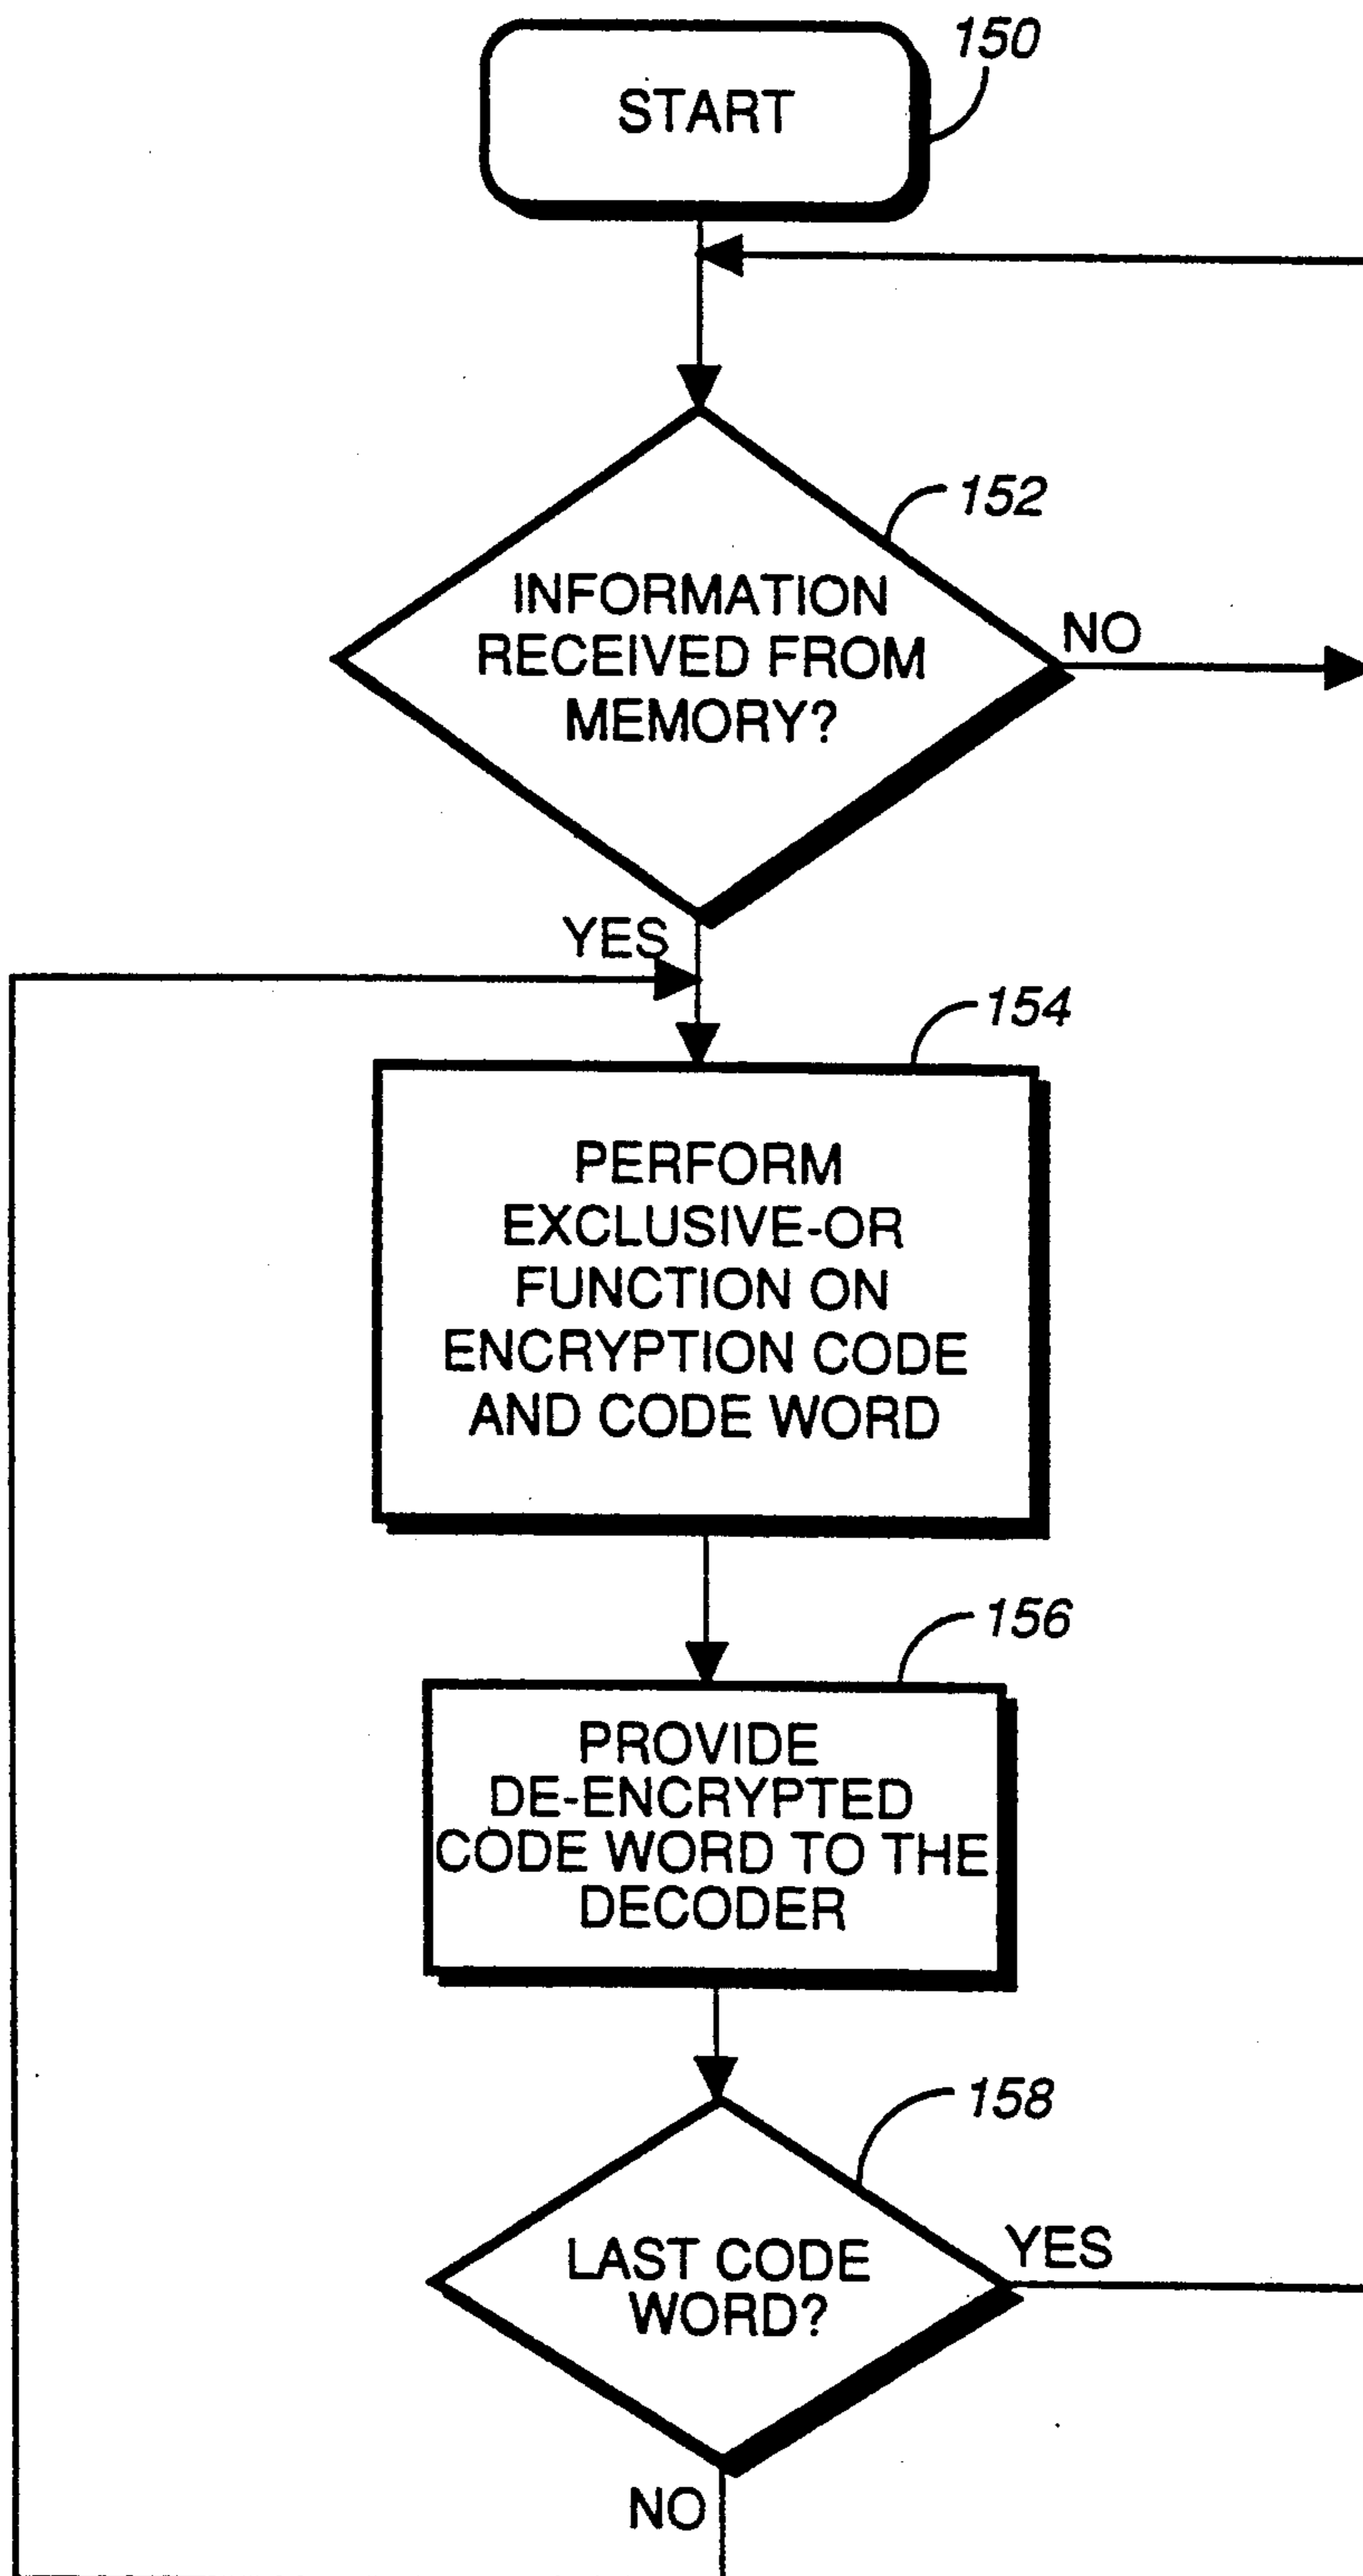 150
START
152
INFORMATION
RECEIVED FROM
MEMORY?
NO
YES
154
PERFORM
EXCLUSIVE-OR
FUNCTION ON
ENCRYPTION CODE
AND CODE WORD
156
PROVIDE
DE-ENCRYPTED
CODE WORD TO THE
DECODER
158
LAST CODE
WORD?
YES
NO